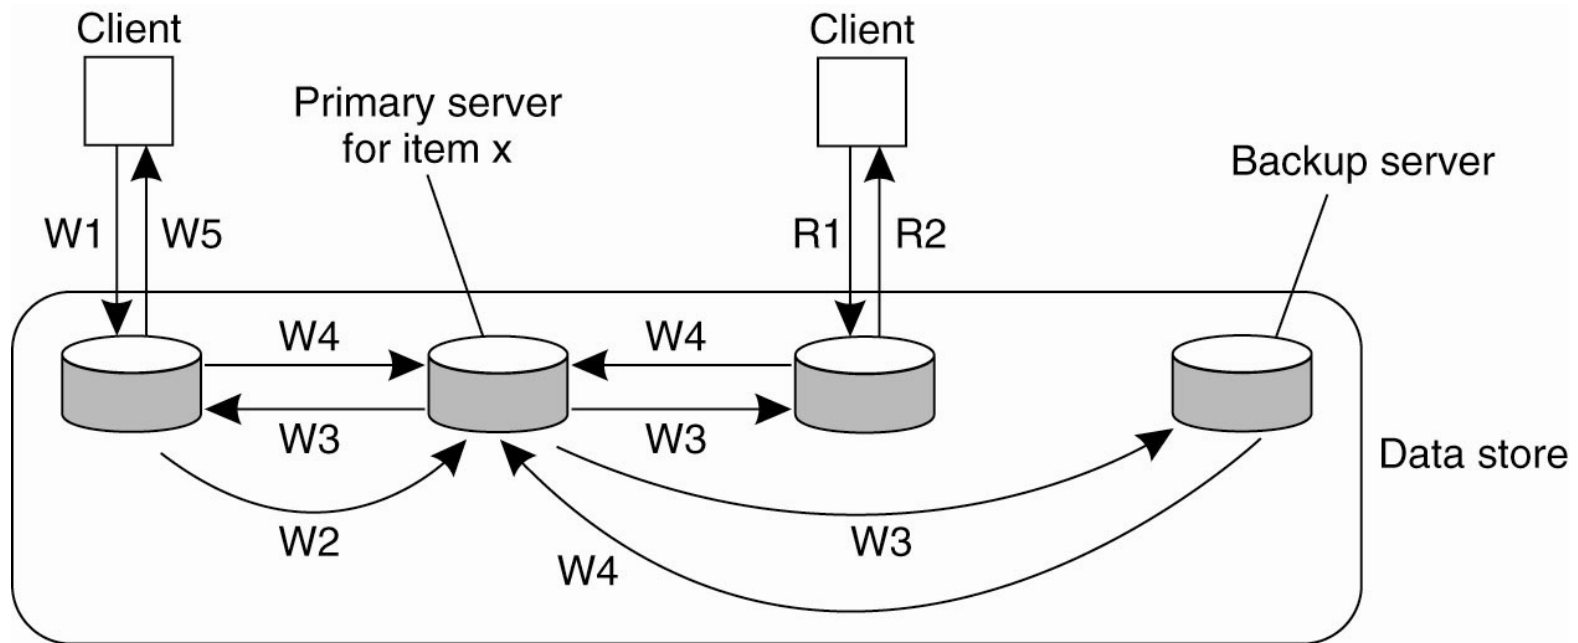 Client
Client
Primary server
for item x
Backup server
W1
W5
R1
R2
W4
W4
W3
W3
Data store
W2
W3
W4